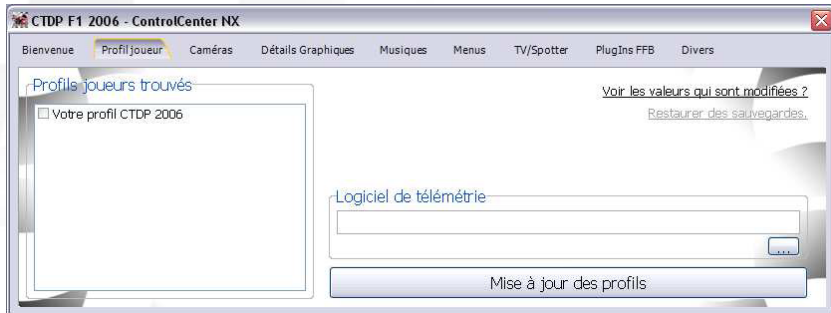 CTDP F1 2006 - ControlCenter NX
Bienvenue Profil joueur Caméras Détails Graphiques Musiques Menus TV/Spotter PlugIns FFB Divers
Profils joueurs trouvés
Votre profil CTDP 2006
Voir les valeurs qui sont modifiées ?
Restaurer des sauvegardes.
Logiciel de télémétrie
...
Mise à jour des profils